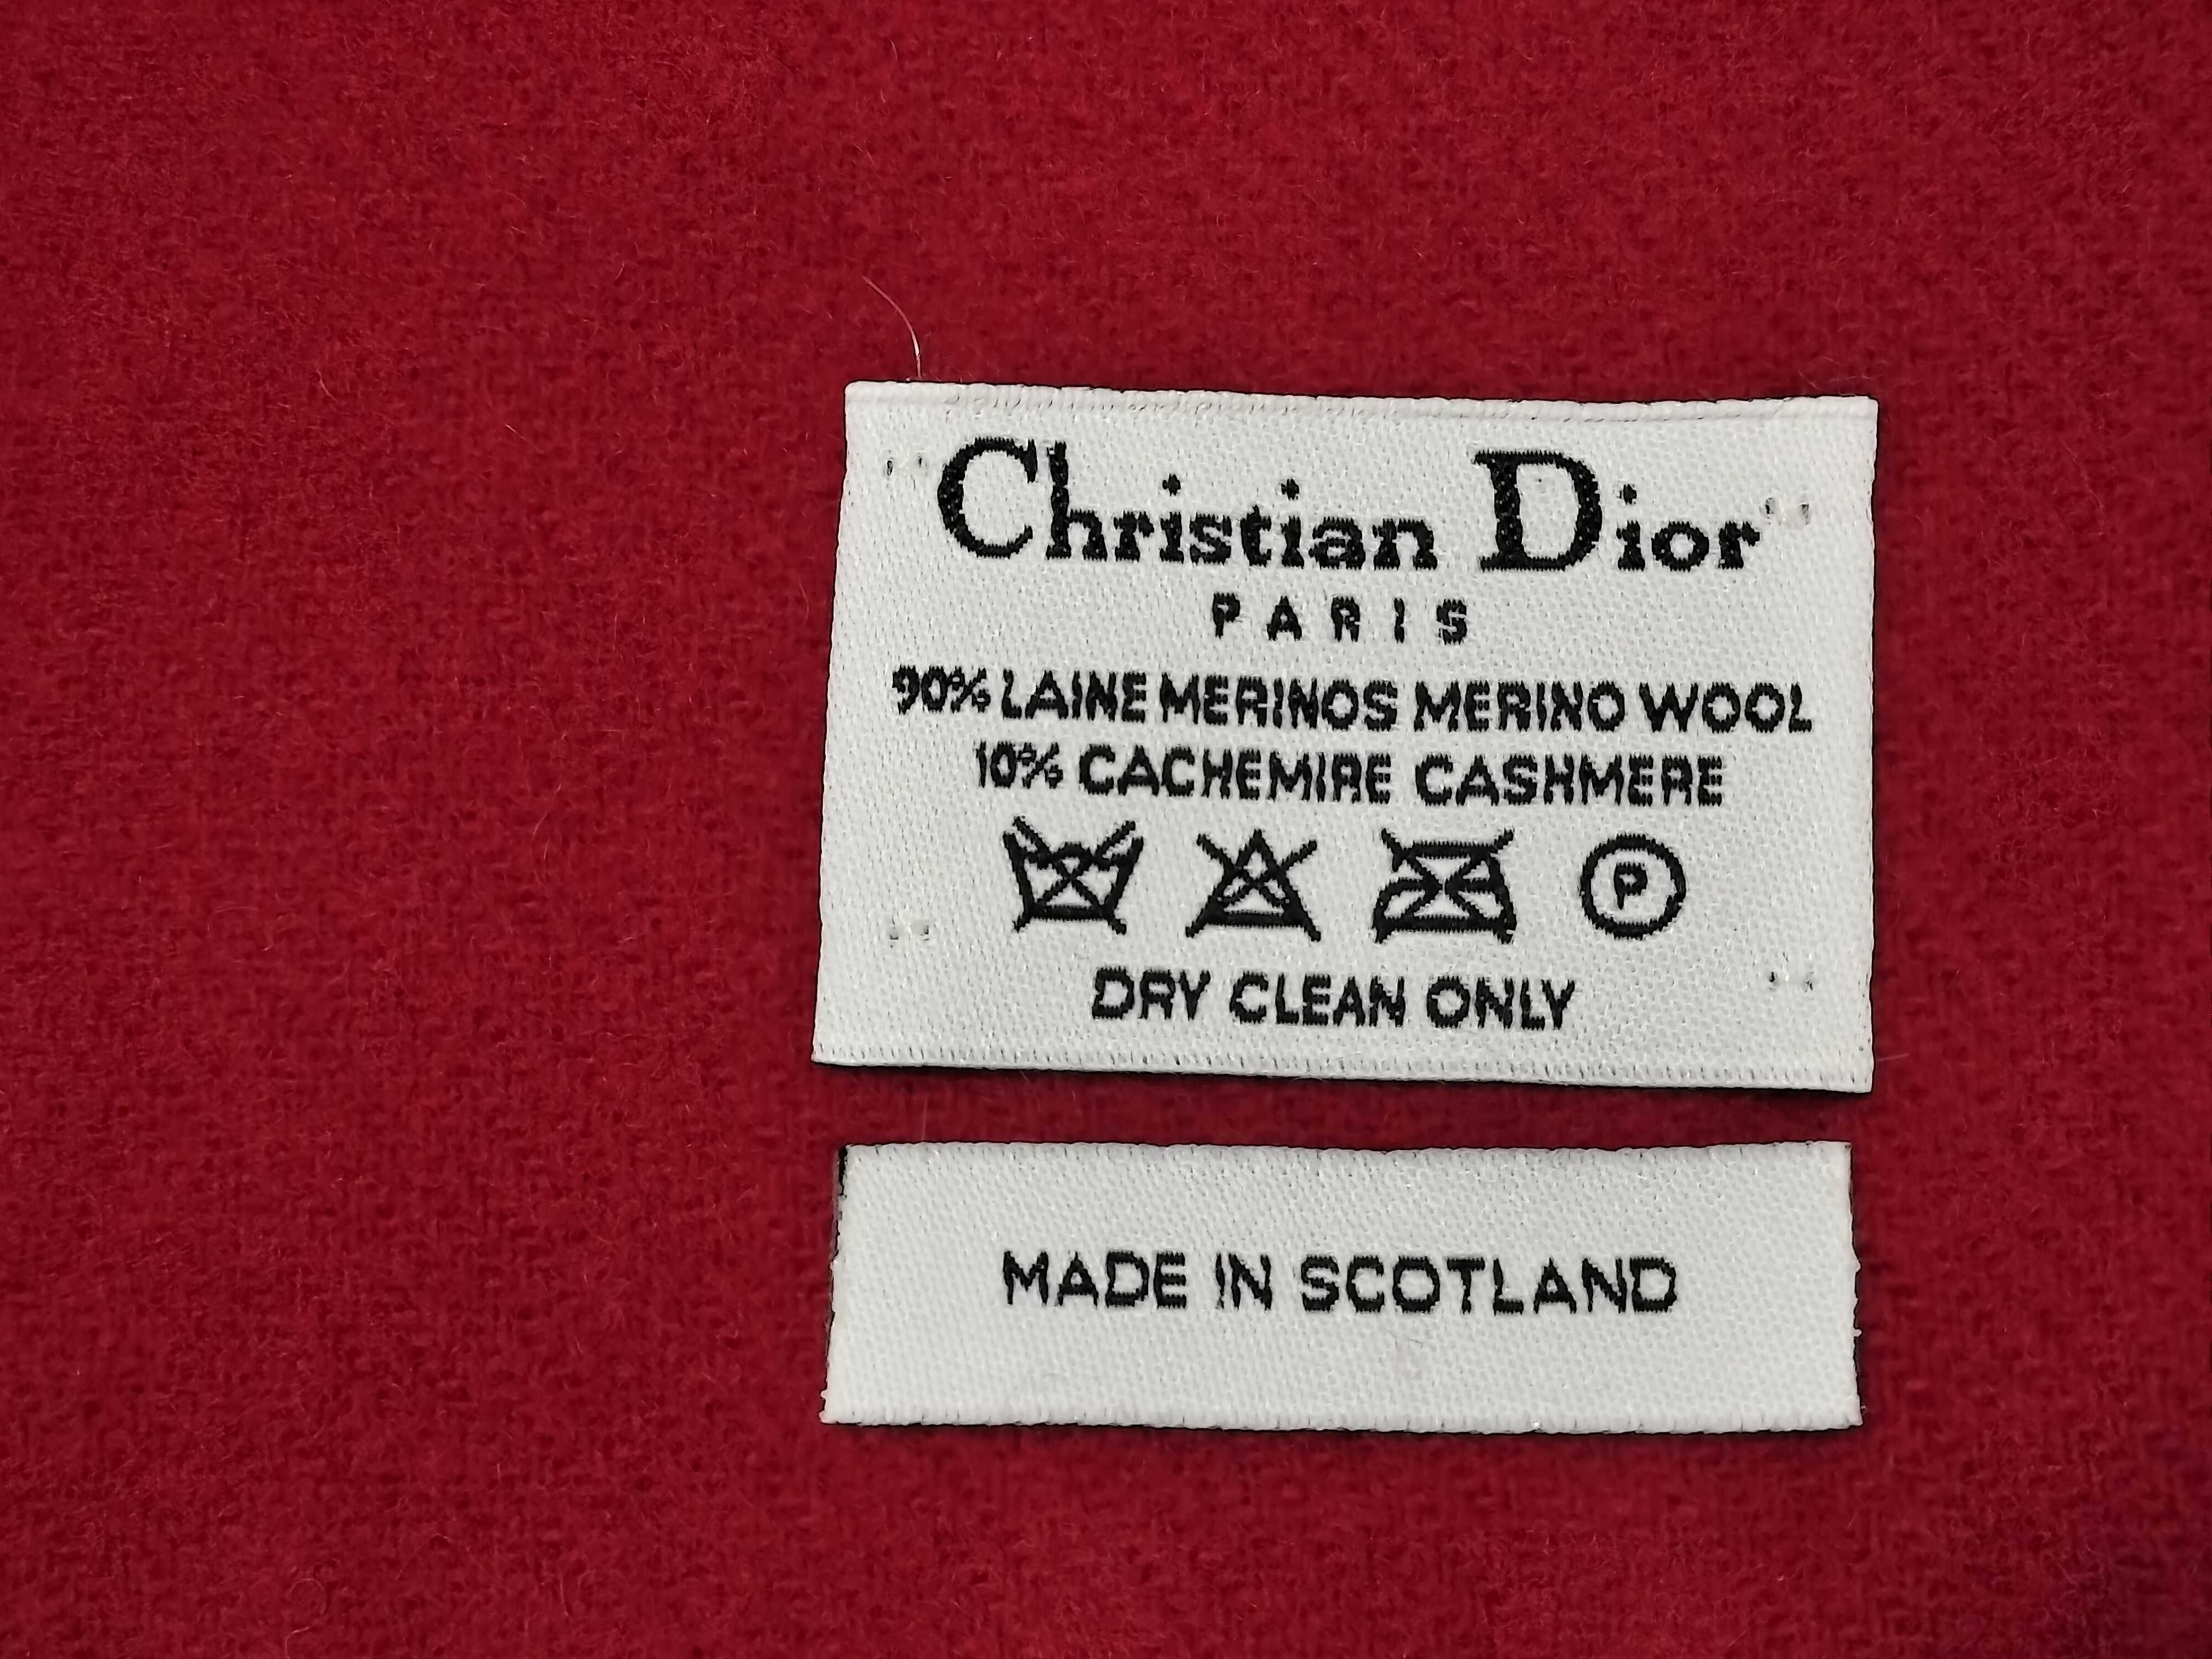 Christian Dior
PARIS
90% LAINE MERINOS MERINO WOOL
10% CACHEMIRE CASHMERE
P
DRY CLEAN ONLY
MADE IN SCOTLAND